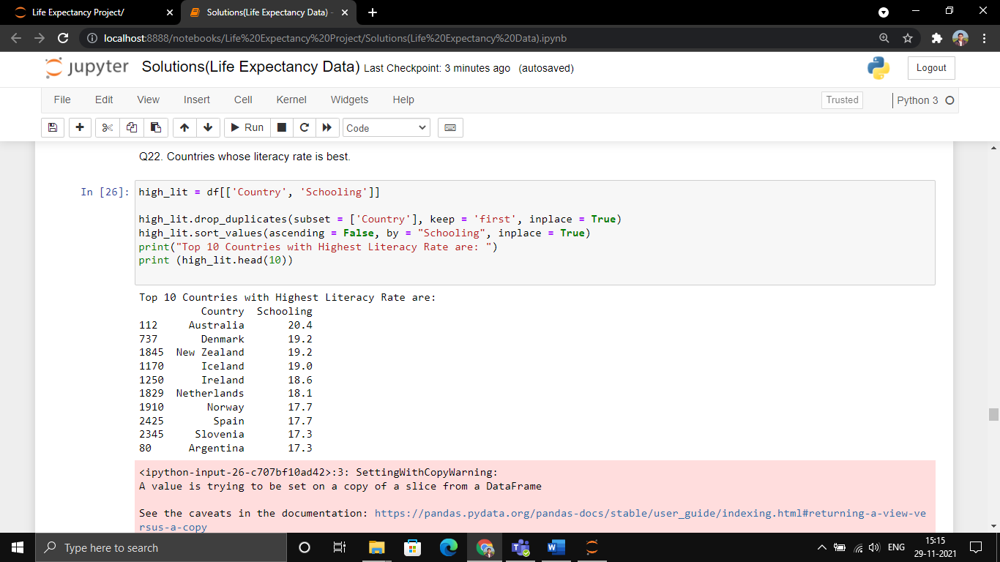 Life Expectancy Project/
Solutions(Life Expectancy Data) -
localhost:8888/notebooks/Life%20Expectancy%20Project/Solutions(Life%20Expectancy%20Data).ipynb
jupyter Solutions(Life Expectancy Data) Last Checkpoint: 3 minutes ago (autosaved)
Logout
File Edit View Insert Cell Kernel Widgets Help
Trusted
Python 3
Run
Code
Q22. Countries whose literacy rate is best.
In [26]:
high_lit = df[['Country', 'Schooling']]
high_lit.drop_duplicates(subset = ['Country'], keep = 'first', inplace = True)
high_lit.sort_values(ascending = False, by = "Schooling", inplace = True)
print("Top 10 Countries with Highest Literacy Rate are: ")
print (high_lit.head(10))
Top 10 Countries with Highest Literacy Rate are:
Country Schooling
112 Australia 20.4
737 Denmark 19.2
1845 New Zealand 19.2
1170 Iceland 19.0
1250 Ireland 18.6
1829 Netherlands 18.1
1910 Norway 17.7
2425 Spain 17.7
2345 Slovenia 17.3
80 Argentina 17.3
<ipython-input-26-c707bf10ad42>:3: SettingWithCopyWarning:
A value is trying to be set on a copy of a slice from a DataFrame
See the caveats in the documentation: https://pandas.pydata.org/pandas-docs/stable/user_guide/indexing.html#returning-a-view-ve
rsus-a-copy
Type here to search
ENG
15:15
29-11-2021